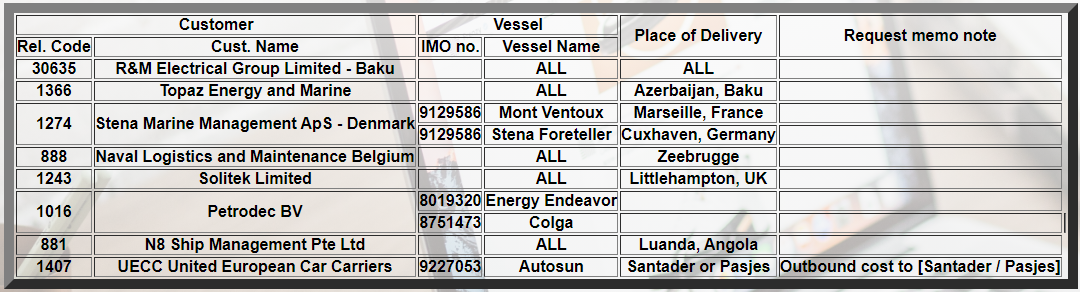 Customer Vessel Place of Delivery Request memo note
Rel. Code Cust. Name IMO no. Vessel Name
30635 R&M Electrical Group Limited - Baku ALL ALL
1366 Topaz Energy and Marine ALL Azerbaijan, Baku
1274 Stena Marine Management ApS - Denmark 9129586 Mont Ventoux Marseille, France
9129586 Stena Foreteller Cuxhaven, Germany
888 Naval Logistics and Maintenance Belgium ALL Zeebrugge
1243 Solitek Limited ALL Littlehampton, UK
1016 Petrodec BV 8019320 Energy Endeavor
8751473 Colga
881 N8 Ship Management Pte Ltd ALL Luanda, Angola
1407 UECC United European Car Carriers 9227053 Autosun Santader or Pasjes Outbound cost to [Santader / Pasjes]